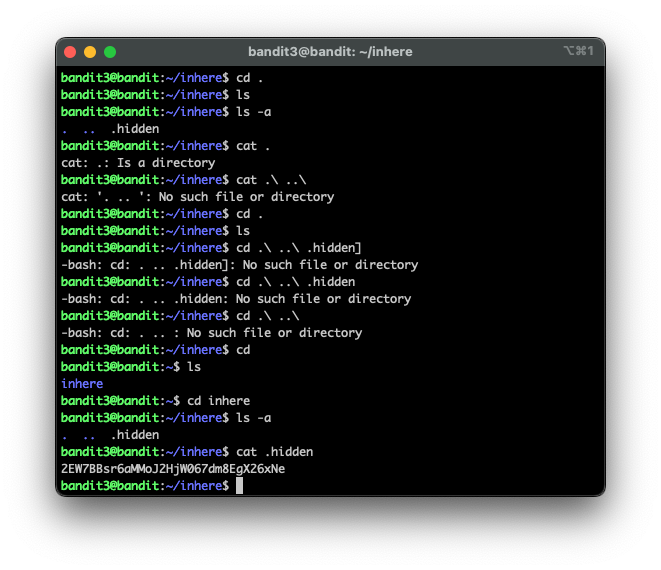 bandit3@bandit: ~/inhere
⌥⌘1
bandit3@bandit:~/inhere$ cd .
bandit3@bandit:~/inhere$ ls
bandit3@bandit:~/inhere$ ls -a
.  ..  .hidden
bandit3@bandit:~/inhere$ cat .
cat: .: Is a directory
bandit3@bandit:~/inhere$ cat .\ ..\
cat: '. .. ': No such file or directory
bandit3@bandit:~/inhere$ cd .
bandit3@bandit:~/inhere$ ls
bandit3@bandit:~/inhere$ cd .\ ..\ .hidden]
-bash: cd: . .. .hidden]: No such file or directory
bandit3@bandit:~/inhere$ cd .\ ..\ .hidden
-bash: cd: . .. .hidden: No such file or directory
bandit3@bandit:~/inhere$ cd .\ ..\
-bash: cd: . .. : No such file or directory
bandit3@bandit:~/inhere$ cd
bandit3@bandit:~$ ls
inhere
bandit3@bandit:~$ cd inhere
bandit3@bandit:~/inhere$ ls -a
.  ..  .hidden
bandit3@bandit:~/inhere$ cat .hidden
2EW7BBsr6aMMoJ2HjW067dm8EgX26xNe
bandit3@bandit:~/inhere$